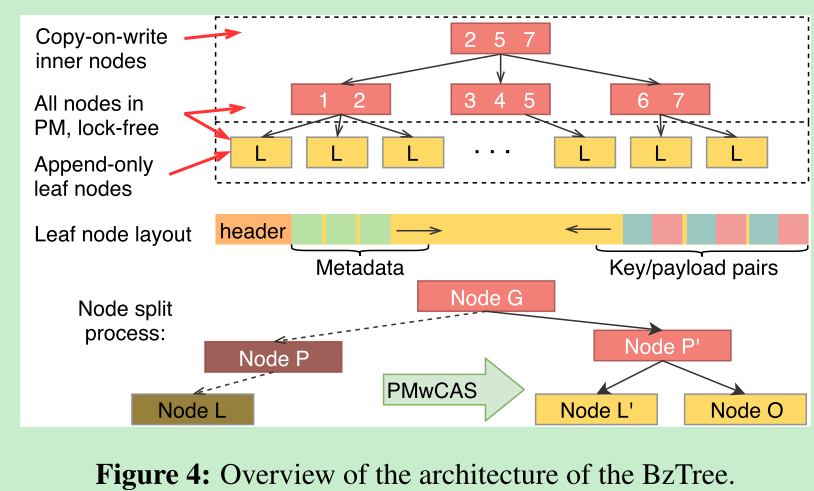 Copy-on-write
inner nodes
2 5 7
All nodes in
PM, lock-free
1 2
3 4 5
6 7
Append-only
leaf nodes
L
L
L
. . .
L
L
L
Leaf node layout
header
Metadata
Key/payload pairs
Node split
process:
Node G
Node P
Node P'
PMwCAS
Node L
Node L'
Node O
Figure 4: Overview of the architecture of the BzTree.